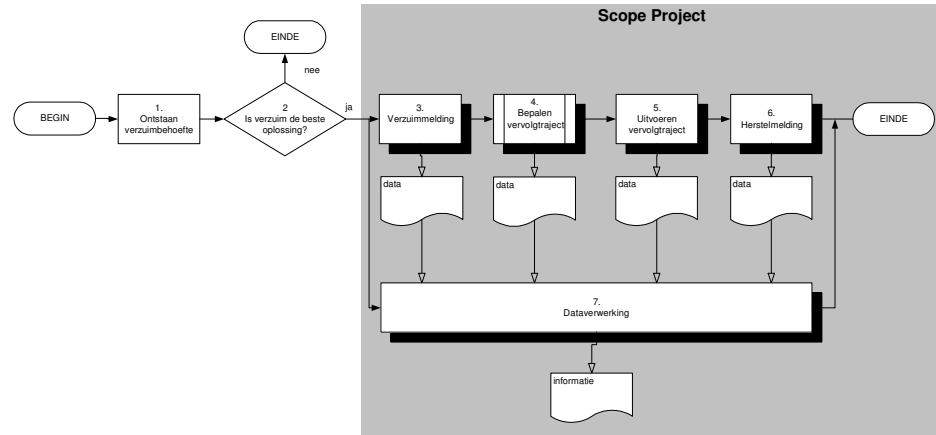 Scope Project
EINDE
nee
BEGIN
1.
Ontstaan
verzuimbehoefte
2
Is verzuim de beste
oplossing?
ja
3.
Verzuimmelding
4.
Bepalen
vervolgtraject
5.
Uitvoeren
vervolgtraject
6.
Herstelmelding
EINDE
data
data
data
data
7.
Dataverwerking
informatie